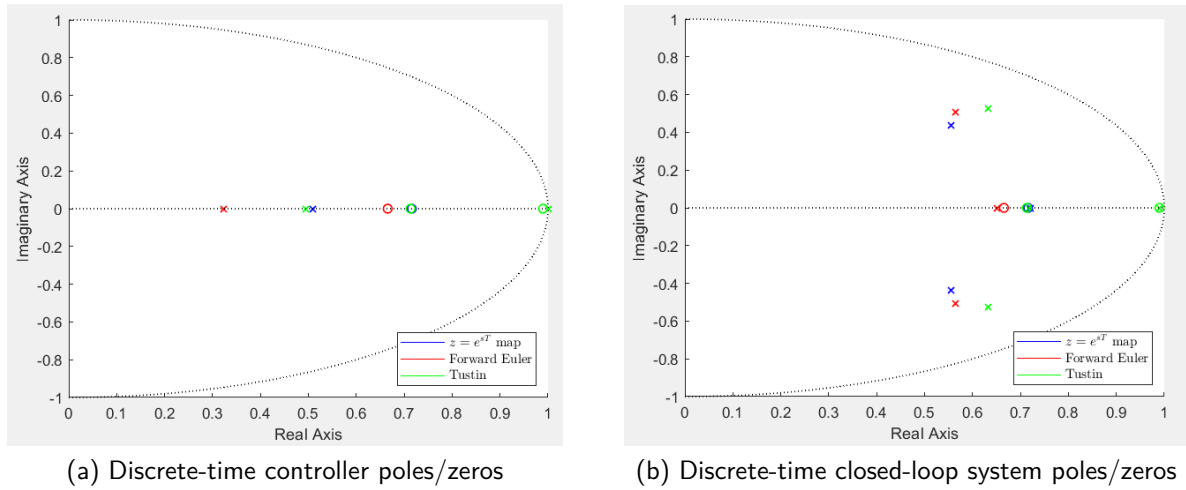 1
0.8
0.6
0.4
0.2
0
-0.2
-0.4
-0.6
-0.8
-1
Imaginary Axis
0 0.1 0.2 0.3 0.4 0.5 0.6 0.7 0.8 0.9 1
Real Axis
z = e^{sT} map
Forward Euler
Tustin
(a) Discrete-time controller poles/zeros
1
0.8
0.6
0.4
0.2
0
-0.2
-0.4
-0.6
-0.8
-1
Imaginary Axis
0 0.1 0.2 0.3 0.4 0.5 0.6 0.7 0.8 0.9 1
Real Axis
z = e^{sT} map
Forward Euler
Tustin
(b) Discrete-time closed-loop system poles/zeros